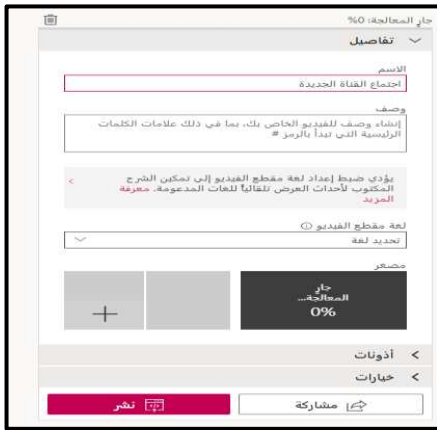 جارٍ المعالجة: 0%
تفاصيل
الاسم
اجتماع القناة الجديدة
وصف
إنشاء وصف للفيديو الخاص بك، بما في ذلك علامات الكلمات
الرئيسية التي تبدأ بالرمز #
يؤدي ضبط إعداد لغة مقطع الفيديو إلى تمكين الشرح
المكتوب لأحداث العرض تلقائياً للغات المدعومة. معرفة
المزيد
لغة مقطع الفيديو
تحديد لغة
مصغر
جارٍ
المعالجة...
0%
أذونات
خيارات
مشاركة
نشر